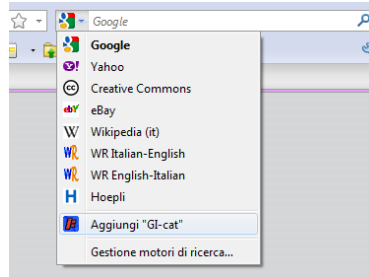 Google
Google
Yahoo
Creative Commons
eBay
Wikipedia (it)
WR Italian-English
WR English-Italian
Hoepli
Aggiungi "GI-cat"
Gestione motori di ricerca...